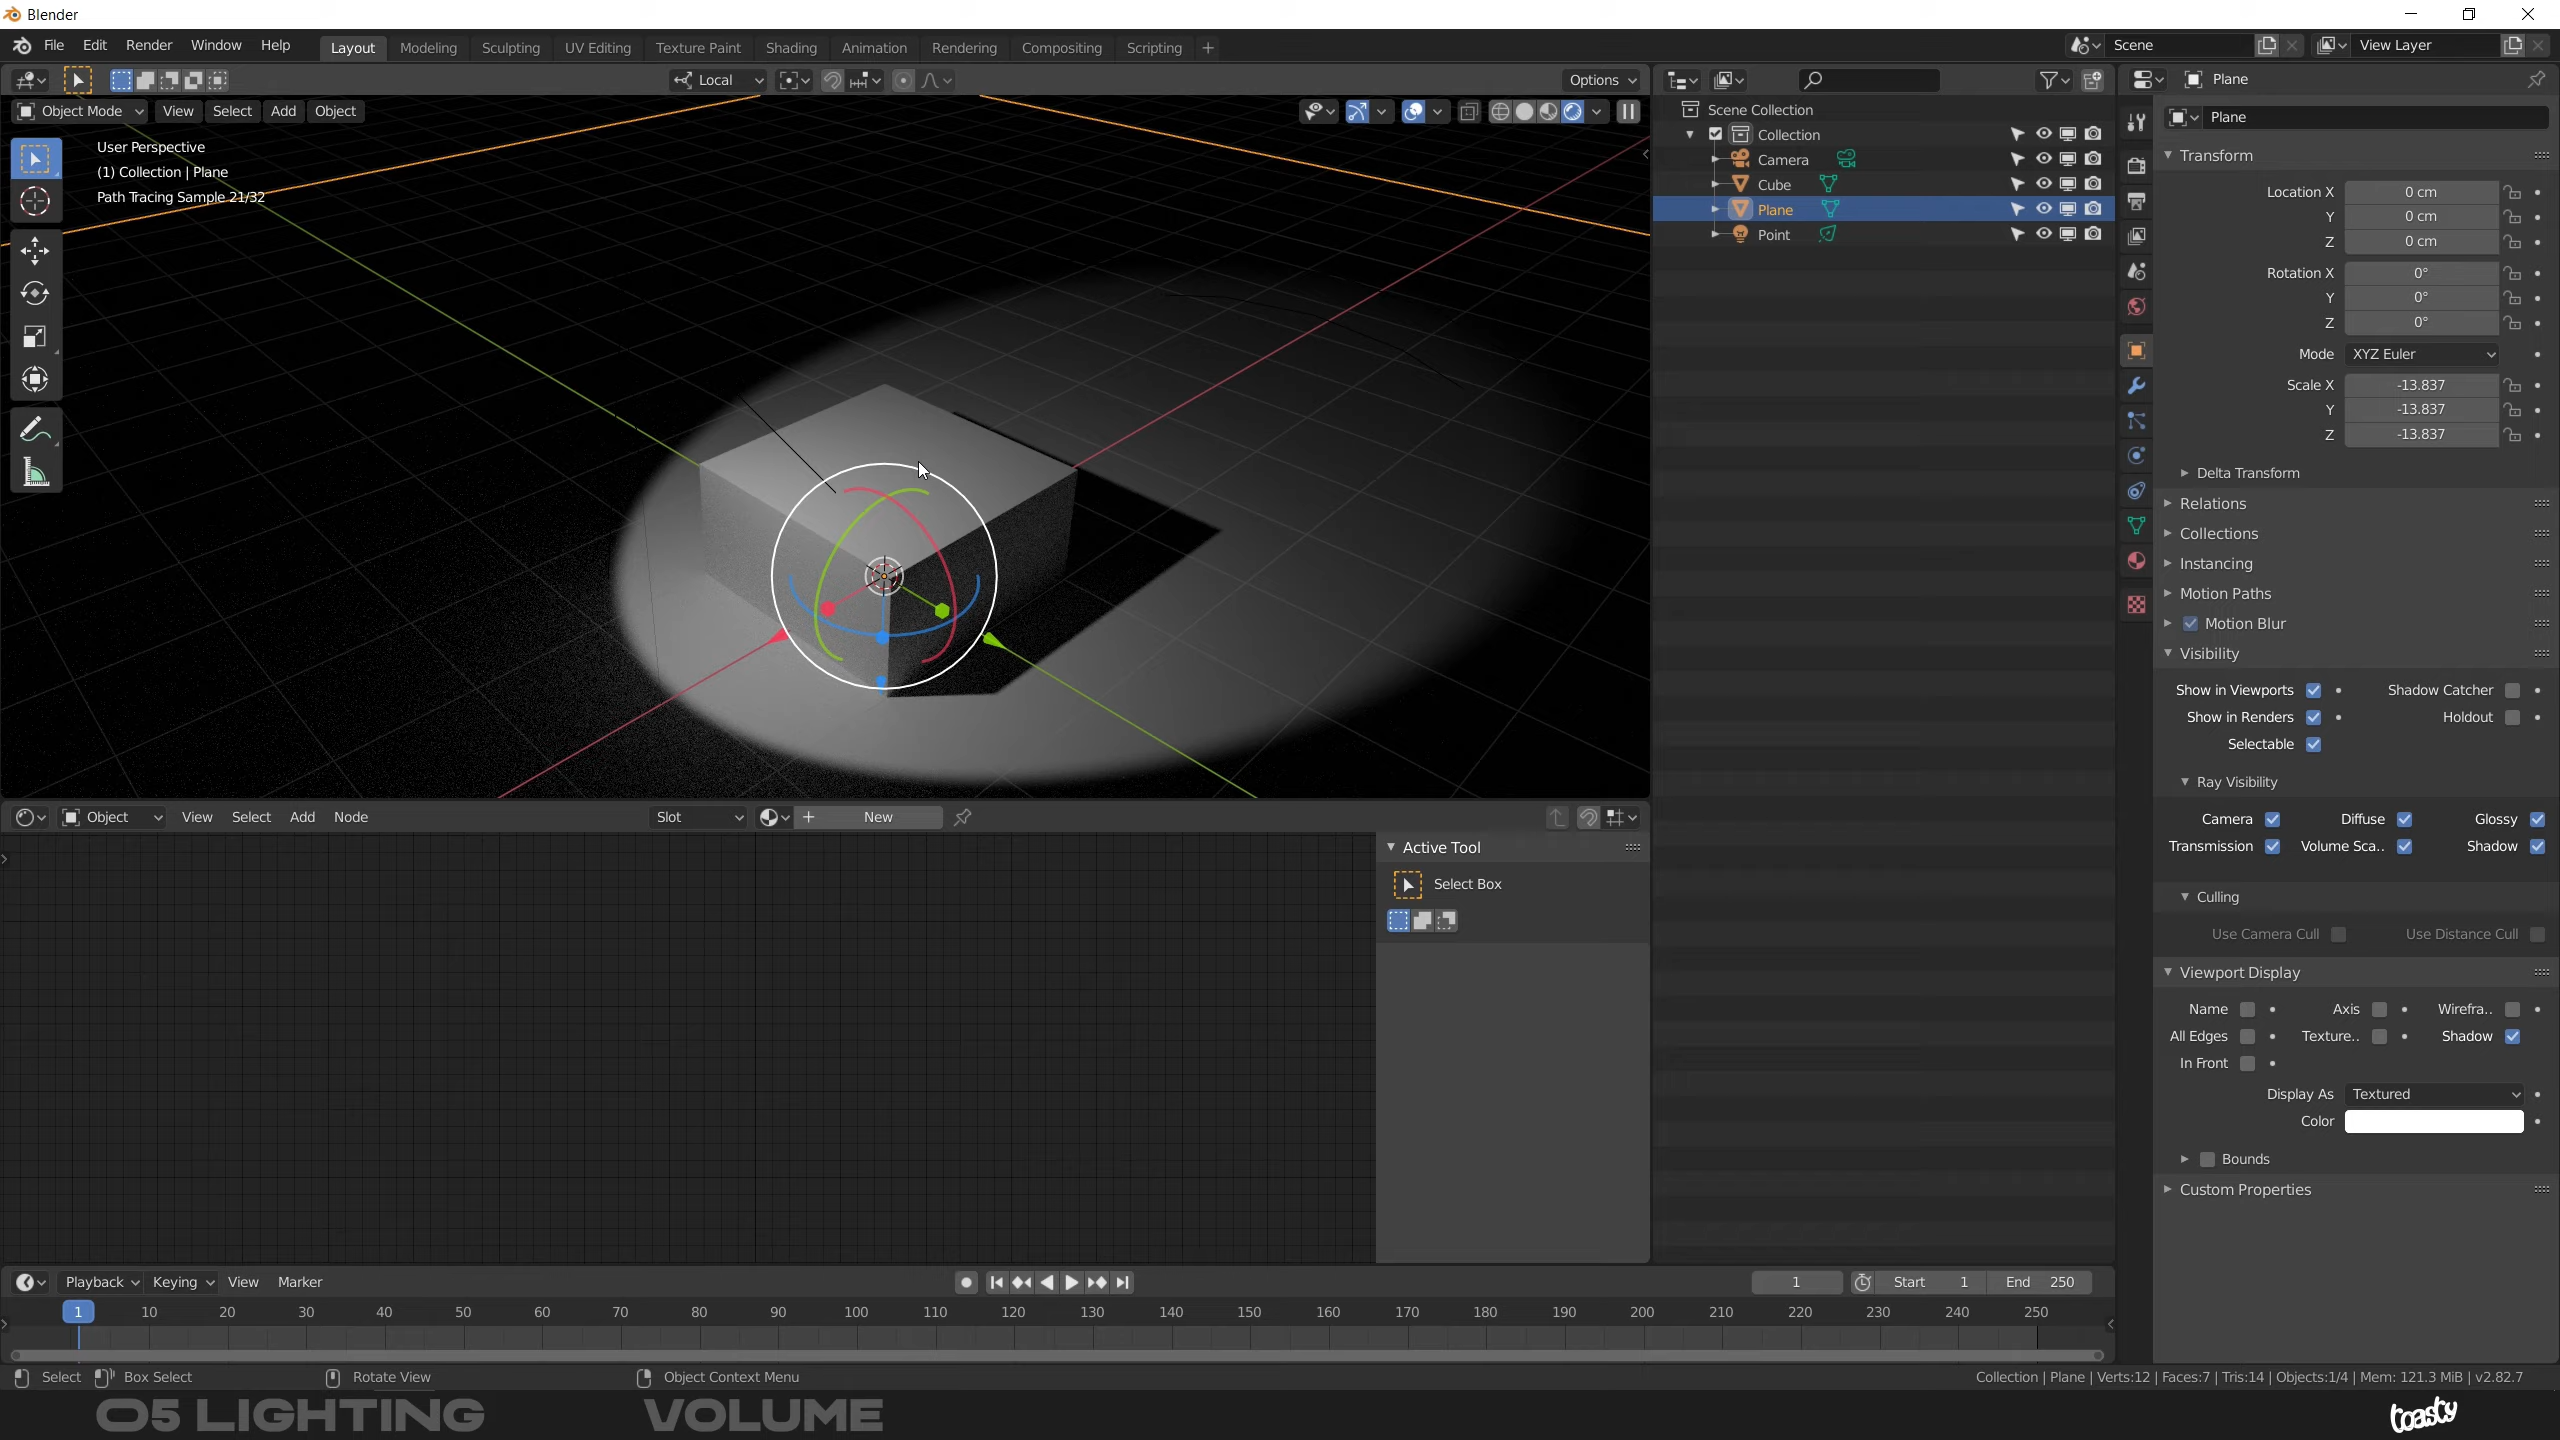 Blender
File Edit Render Window Help Layout Modeling Sculpting UV Editing Texture Paint Shading Animation Rendering Compositing Scripting + Scene View Layer
Local Options
Plane
Object Mode View Select Add Object
User Perspective
(1) Collection | Plane
Path Tracing Sample 21/32
Scene Collection
Collection
Camera
Cube
Plane
Point
Plane
Transform
Location X 0 cm
Y 0 cm
Z 0 cm
Rotation X 0°
Y 0°
Z 0°
Mode XYZ Euler
Scale X -13.837
Y -13.837
Z -13.837
Delta Transform
Relations
Collections
Instancing
Motion Paths
Motion Blur
Visibility
Show in Viewports Shadow Catcher
Show in Renders Holdout
Selectable
Ray Visibility
Camera Diffuse Glossy
Transmission Volume Sca.. Shadow
Culling
Use Camera Cull Use Distance Cull
Viewport Display
Name Axis Wirefra..
All Edges Texture.. Shadow
In Front
Display As Textured
Color
Bounds
Custom Properties
Object View Select Add Node Slot + New
Active Tool
Select Box
Playback Keying View Marker 1 Start 1 End 250
1 10 20 30 40 50 60 70 80 90 100 110 120 130 140 150 160 170 180 190 200 210 220 230 240 250
Select Box Select Rotate View Object Context Menu Collection | Plane | Verts:12 | Faces:7 | Tris:14 | Objects:1/4 | Mem: 121.3 MiB | v2.82.7
05 LIGHTING VOLUME toasty